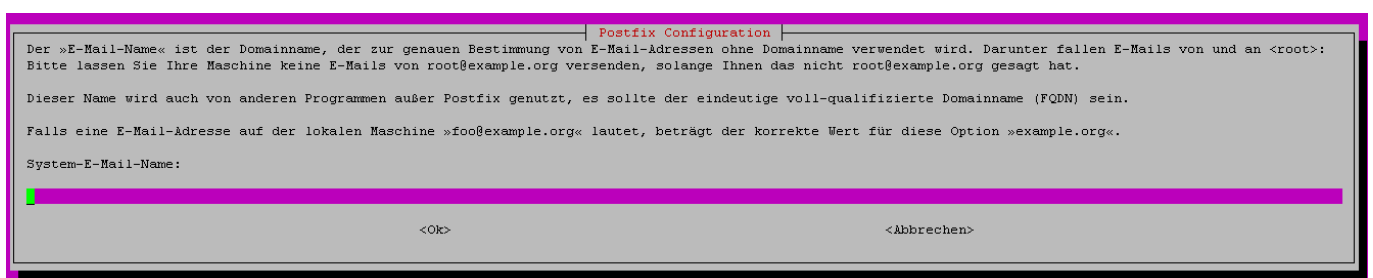 Postfix Configuration
Der »E-Mail-Name« ist der Domainname, der zur genauen Bestimmung von E-Mail-Adressen ohne Domainname verwendet wird. Darunter fallen E-Mails von und an <root>:
Bitte lassen Sie Ihre Maschine keine E-Mails von root@example.org versenden, solange Ihnen das nicht root@example.org gesagt hat.
Dieser Name wird auch von anderen Programmen außer Postfix genutzt, es sollte der eindeutige voll-qualifizierte Domainname (FQDN) sein.
Falls eine E-Mail-Adresse auf der lokalen Maschine »foo@example.org« lautet, beträgt der korrekte Wert für diese Option »example.org«.
System-E-Mail-Name:
<Ok> <Abbrechen>